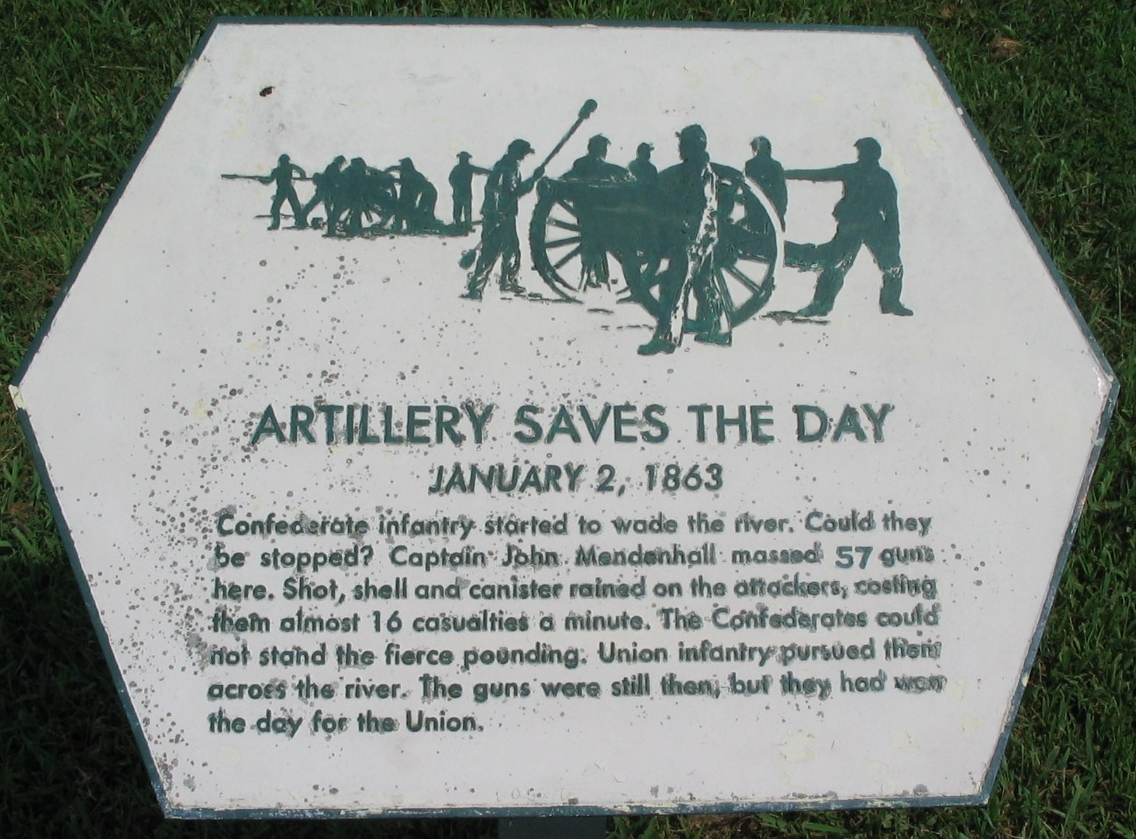 ARTILLERY SAVES THE DAY
JANUARY 2, 1863
Confederate infantry started to wade the river. Could they
be stopped? Captain John Mendenhall massed 57 guns
here. Shot, shell and canister rained on the attackers, costing
them almost 16 casualties a minute. The Confederates could
not stand the fierce pounding. Union infantry pursued them
across the river. The guns were still then, but they had won
the day for the Union.